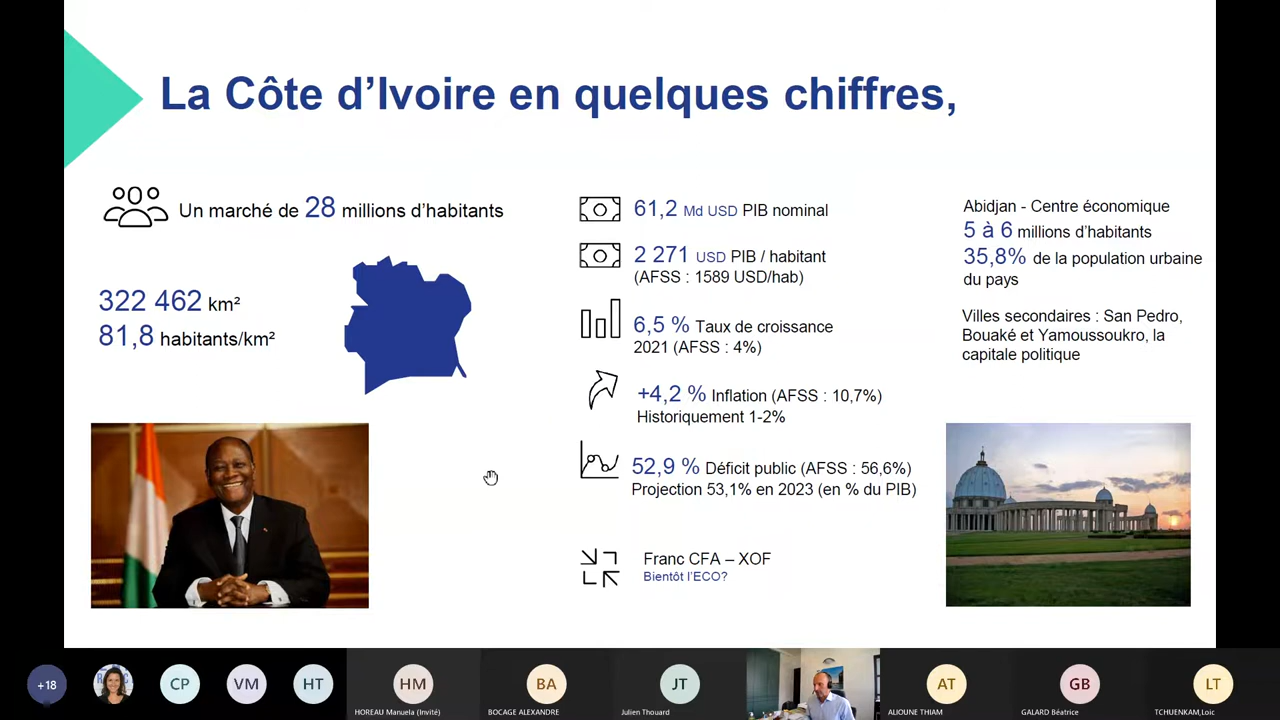 La Côte d'Ivoire en quelques chiffres,
Un marché de 28 millions d'habitants
322 462 km²
81,8 habitants/km²
61,2 Md USD PIB nominal
2 271 USD PIB / habitant
(AFSS : 1589 USD/hab)
6,5 % Taux de croissance
2021 (AFSS : 4%)
+4,2 % Inflation (AFSS : 10,7%)
Historiquement 1-2%
52,9 % Déficit public (AFSS : 56,6%)
Projection 53,1% en 2023 (en % du PIB)
Franc CFA – XOF
Bientôt l'ECO?
Abidjan - Centre économique
5 à 6 millions d'habitants
35,8% de la population urbaine
du pays
Villes secondaires : San Pedro,
Bouaké et Yamoussoukro, la
capitale politique
+18
CP
VM
HT
HM
HOREAU Manuela (Invité)
BA
BOCAGE ALEXANDRE
JT
Julien Thouard
AT
ALIOUNE THIAM
GB
GALARD Béatrice
LT
TCHUENKAM,Loic